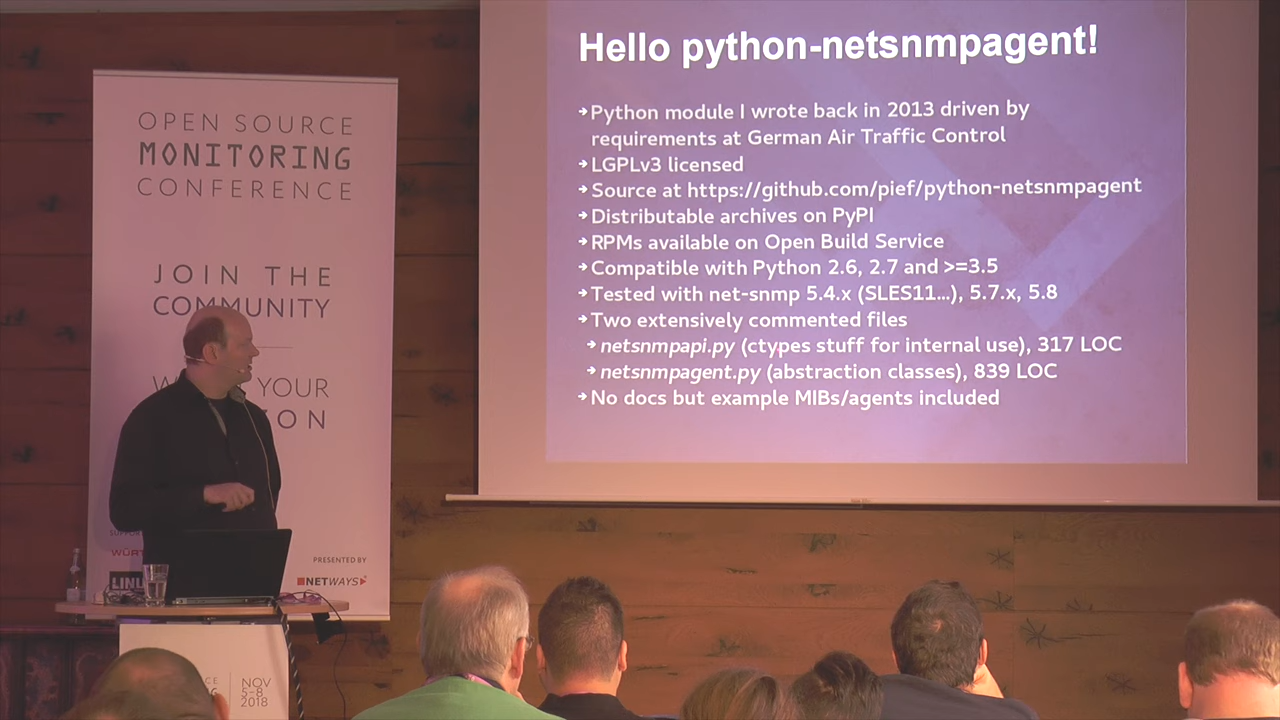 Hello python-netsnmpagent!
Python module I wrote back in 2013 driven by
requirements at German Air Traffic Control
LGPLv3 licensed
Source at https://github.com/pief/python-netsnmpagent
Distributable archives on PyPI
RPMs available on Open Build Service
Compatible with Python 2.6, 2.7 and >=3.5
Tested with net-snmp 5.4.x (SLES11...), 5.7.x, 5.8
Two extensively commented files
netsnmpapi.py (ctypes stuff for internal use), 317 LOC
netsnmpagent.py (abstraction classes), 839 LOC
No docs but example MIBs/agents included
OPEN SOURCE
MONITORING
CONFERENCE
JOIN THE
COMMUNITY
YOUR
PRESENTED BY
NETWAYS
NOV
5-8
2018